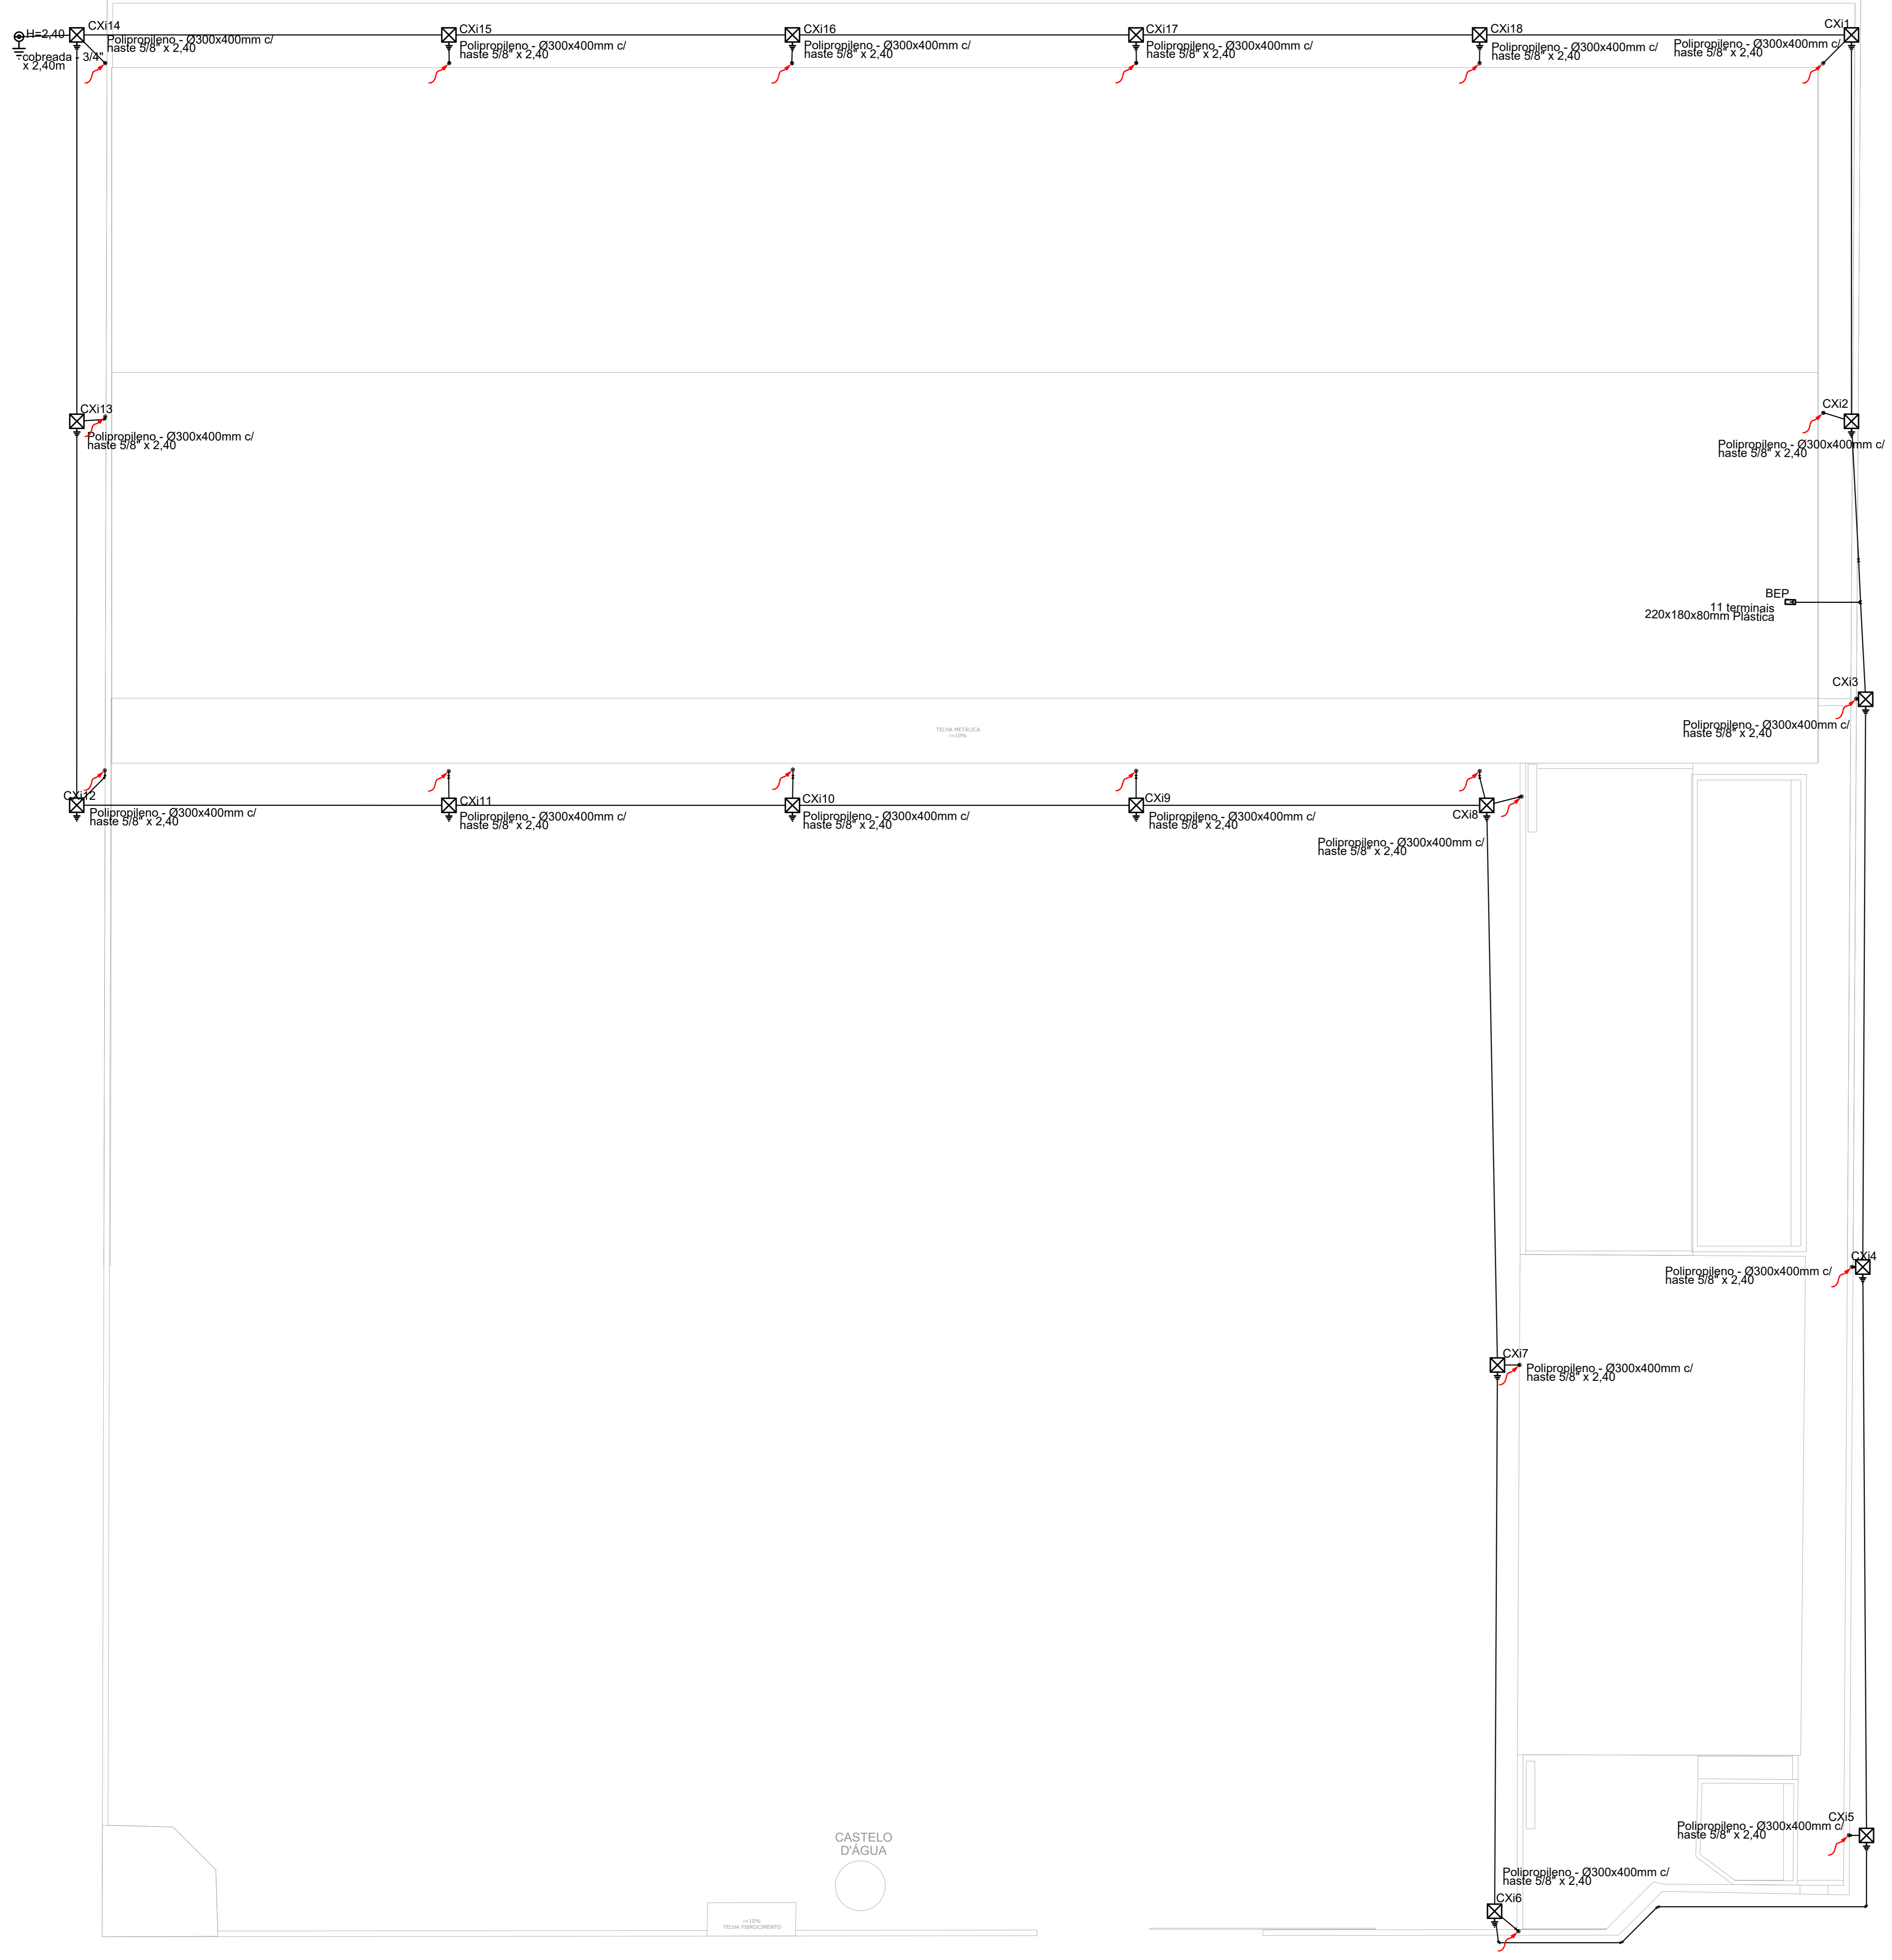 CXi14
H=2,40
Polipropileno - Ø300x400mm c/
haste 5/8" x 2,40
cobreada - 3/4"
x 2,40m
CXi15
Polipropileno - Ø300x400mm c/
haste 5/8" x 2,40
CXi16
Polipropileno - Ø300x400mm c/
haste 5/8" x 2,40
CXi17
Polipropileno - Ø300x400mm c/
haste 5/8" x 2,40
CXi18
Polipropileno - Ø300x400mm c/
haste 5/8" x 2,40
CXi1
Polipropileno - Ø300x400mm c/
haste 5/8" x 2,40
CXi13
Polipropileno - Ø300x400mm c/
haste 5/8" x 2,40
CXi2
Polipropileno - Ø300x400mm c/
haste 5/8" x 2,40
BEP
11 terminais
220x180x80mm Plástica
CXi3
Polipropileno - Ø300x400mm c/
haste 5/8" x 2,40
TELHA METÁLICA
i=10%
CXi12
Polipropileno - Ø300x400mm c/
haste 5/8" x 2,40
CXi11
Polipropileno - Ø300x400mm c/
haste 5/8" x 2,40
CXi10
Polipropileno - Ø300x400mm c/
haste 5/8" x 2,40
CXi9
Polipropileno - Ø300x400mm c/
haste 5/8" x 2,40
CXi8
Polipropileno - Ø300x400mm c/
haste 5/8" x 2,40
CXi4
Polipropileno - Ø300x400mm c/
haste 5/8" x 2,40
CXi7
Polipropileno - Ø300x400mm c/
haste 5/8" x 2,40
CXi5
Polipropileno - Ø300x400mm c/
haste 5/8" x 2,40
CASTELO
D'ÁGUA
Polipropileno - Ø300x400mm c/
haste 5/8" x 2,40
CXi6
i=10%
TELHA FIBROCIMENTO